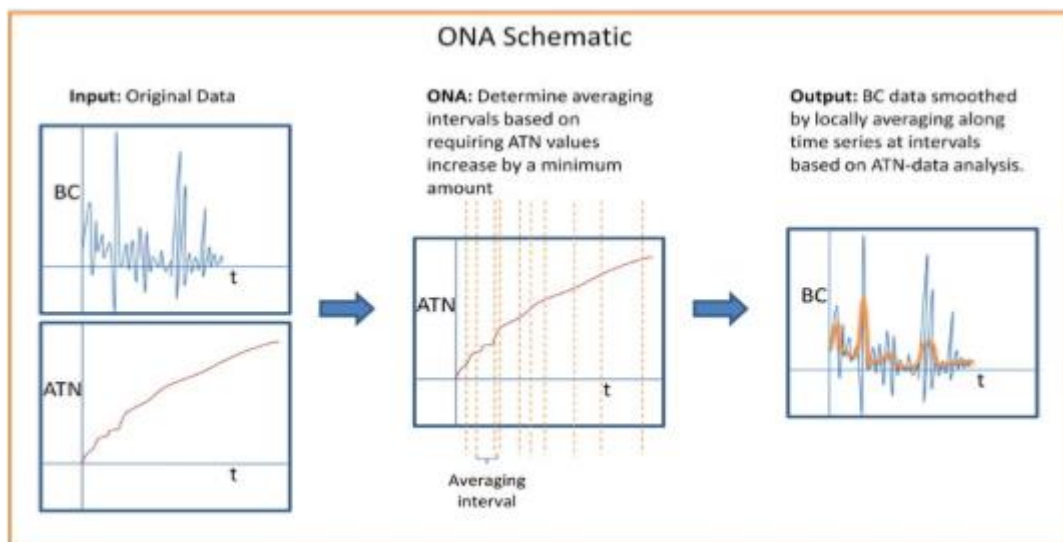 ONA Schematic
Input: Original Data
BC
t
ATN
t
ONA: Determine averaging
intervals based on
requiring ATN values
increase by a minimum
amount
ATN
t
Averaging
interval
Output: BC data smoothed
by locally averaging along
time series at intervals
based on ATN-data analysis.
BC
t